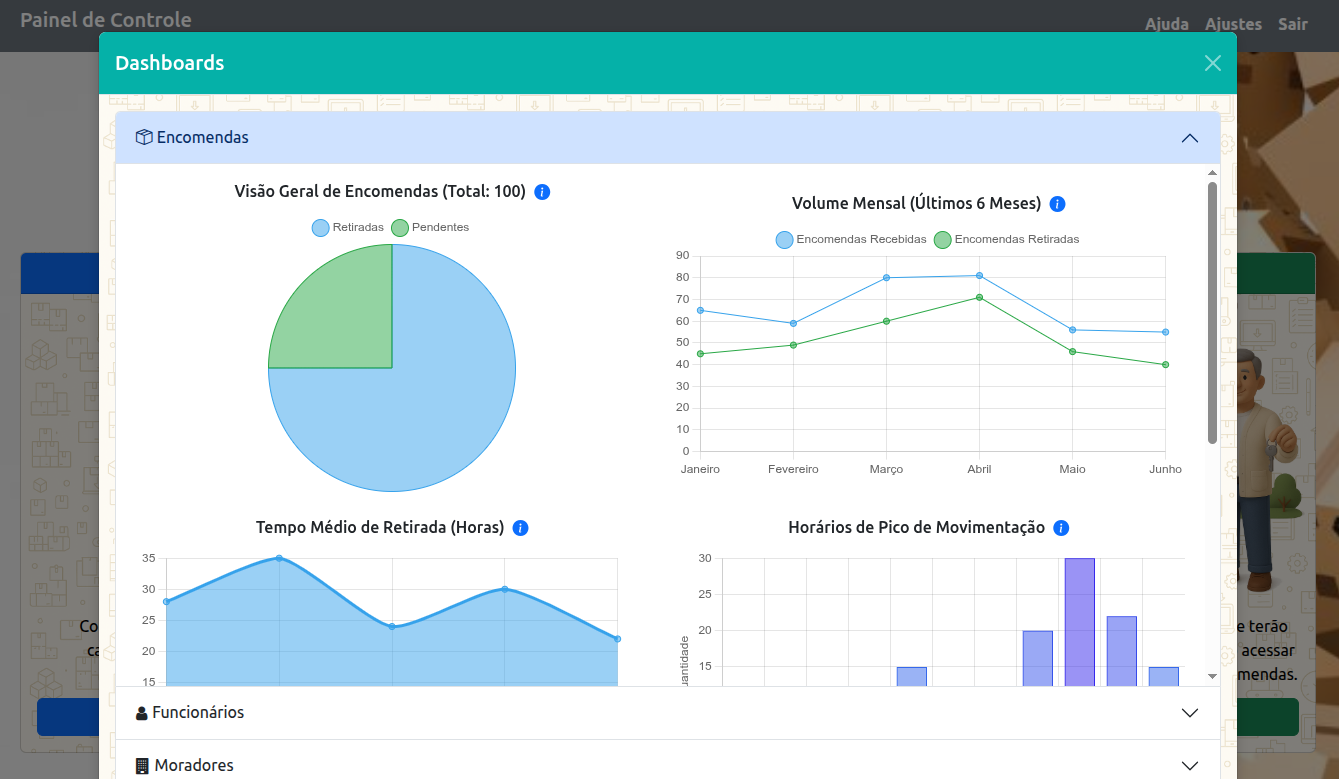 Painel de Controle
Ajuda Ajustes Sair
Dashboards
Encomendas
Visão Geral de Encomendas (Total: 100)
Retiradas Pendentes
Volume Mensal (Últimos 6 Meses)
Encomendas Recebidas Encomendas Retiradas
90
80
70
60
50
40
30
20
10
0
Janeiro Fevereiro Março Abril Maio Junho
Tempo Médio de Retirada (Horas)
35
30
25
20
15
Horários de Pico de Movimentação
30
25
20
15
uantidade
Co
ca
e terão
acessar
mendas.
Funcionários
Moradores